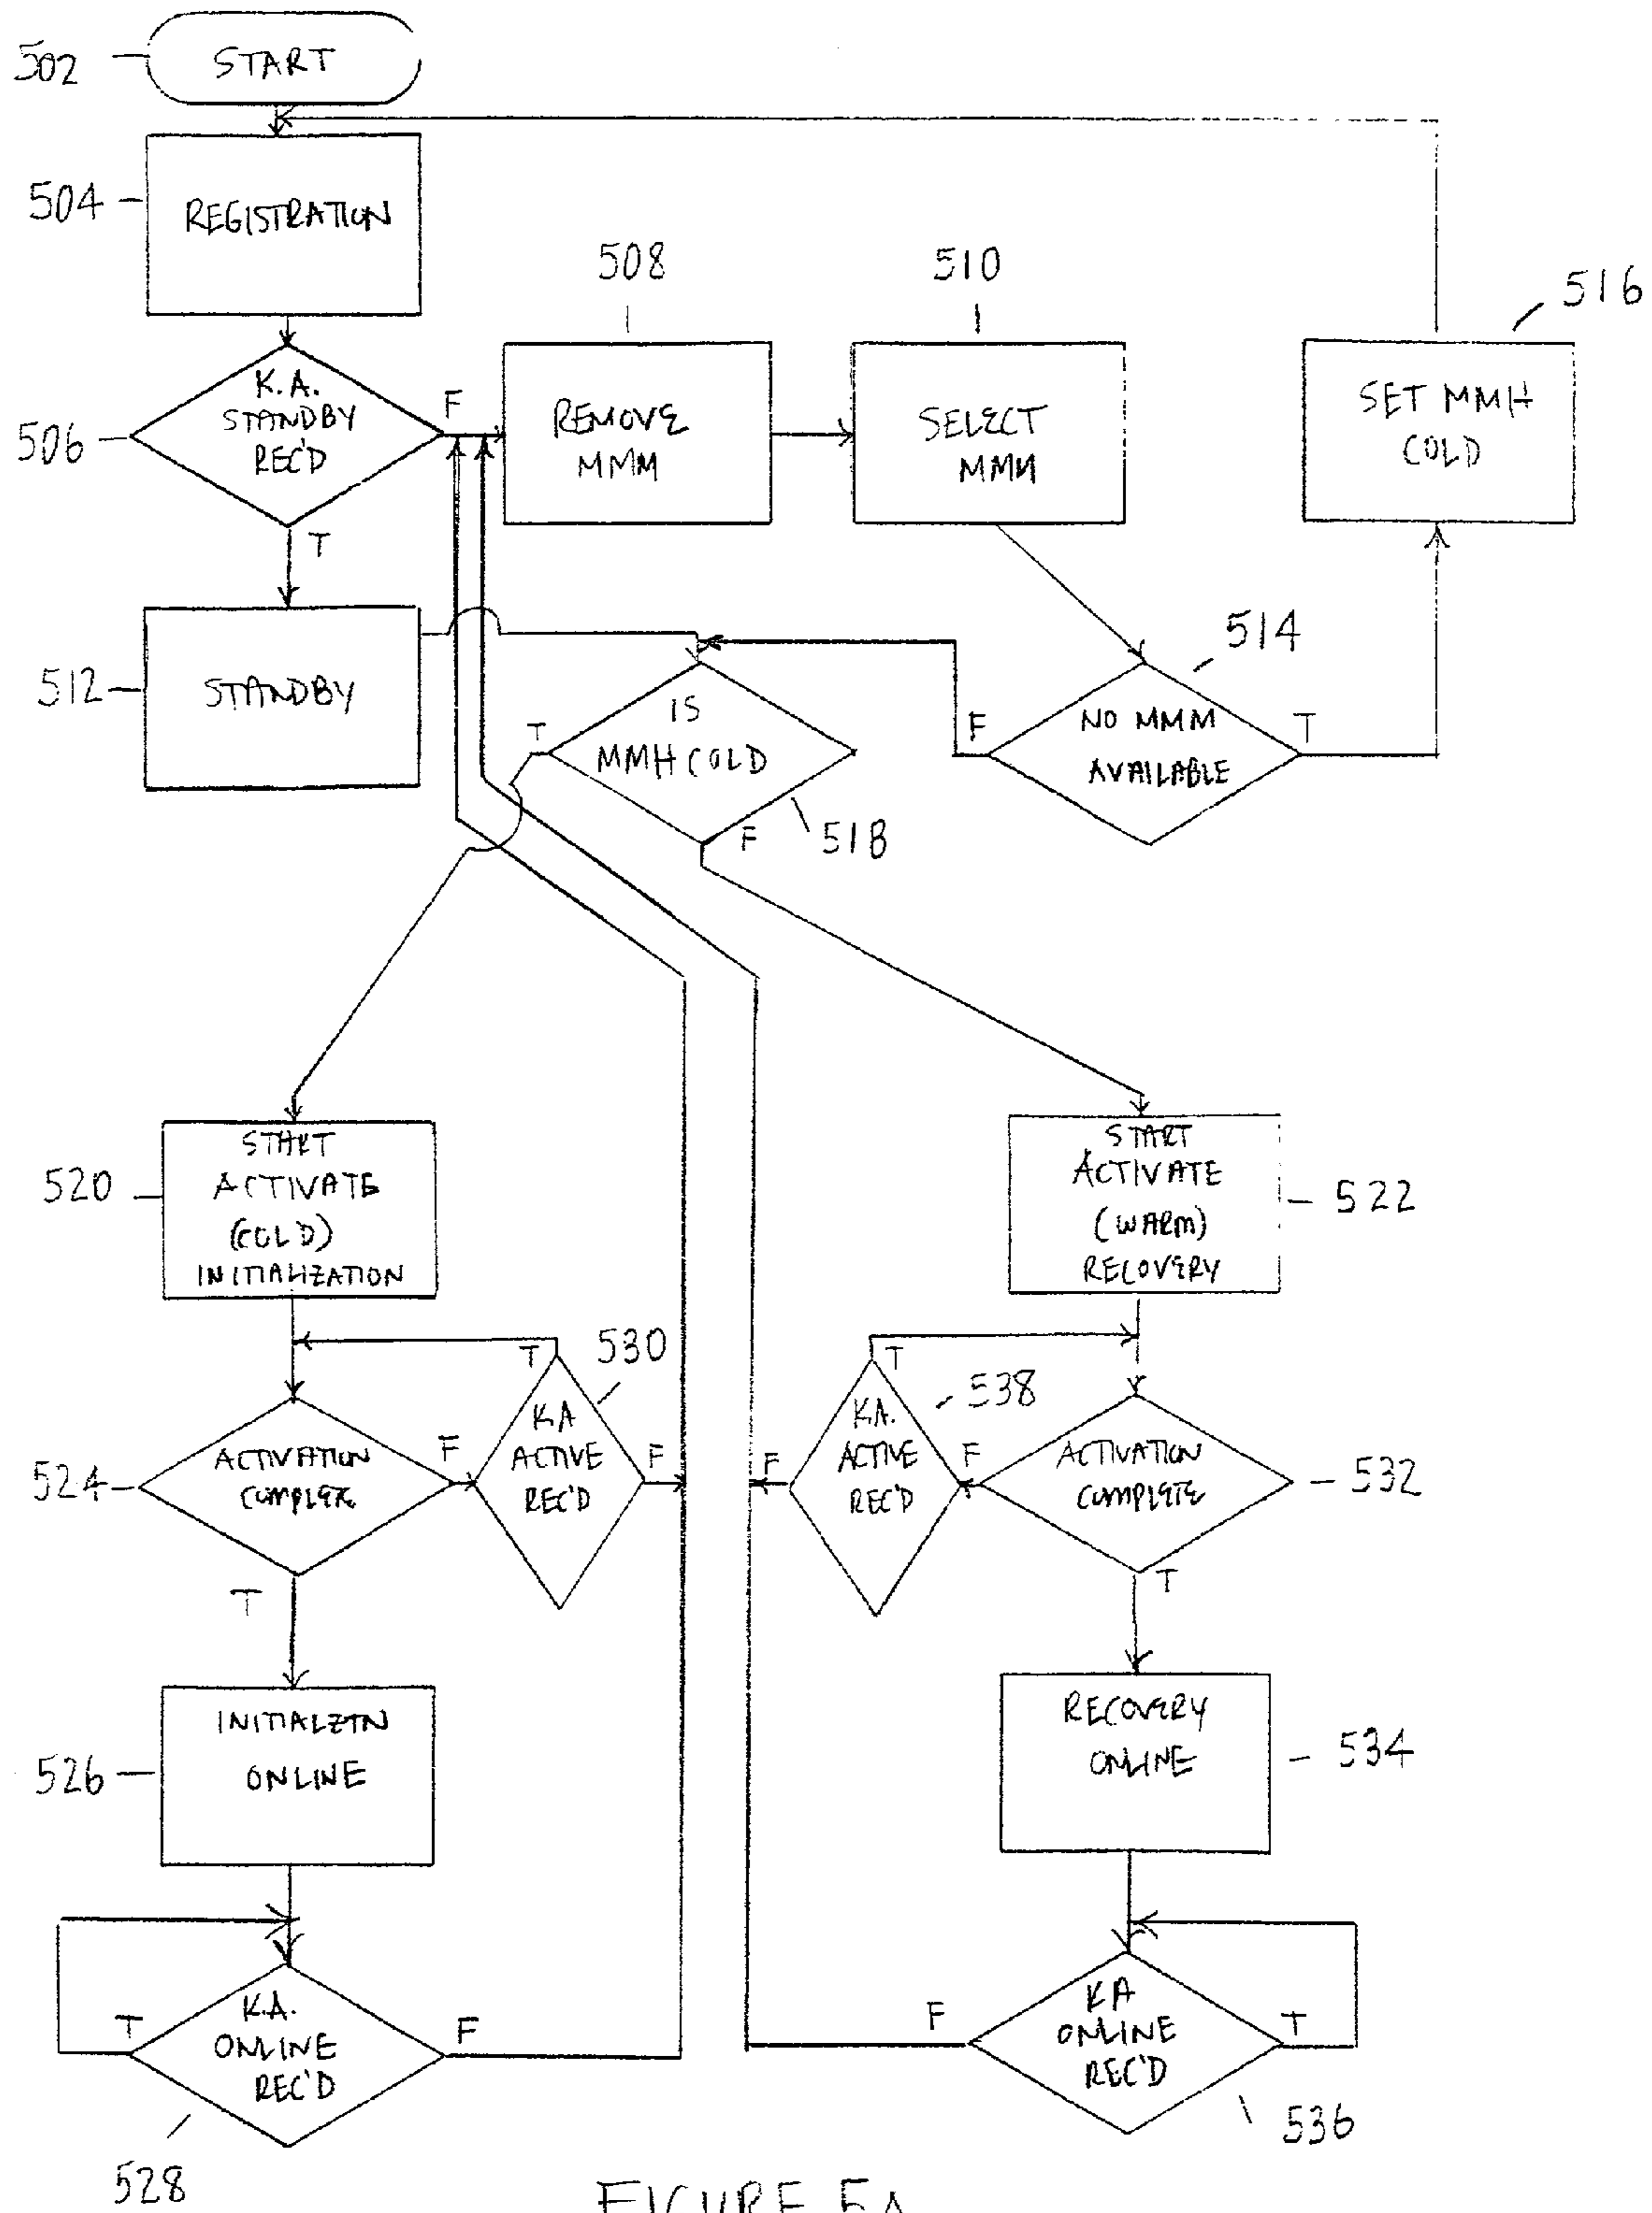 502
START
504
REGISTRATION
508
510
516
506
K.A.
STANDBY
REC'D
F
T
REMOVE
MMM
SELECT
MMM
SET MMH
COLD
512
STANDBY
514
IS
MMH COLD
T
F
518
NO MMM
AVAILABLE
F
T
520
START
ACTIVATE
(COLD)
INITIALIZATION
START
ACTIVATE
(WARM)
RECOVERY
522
530
538
524
ACTIVATION
COMPLETE
F
T
T
KA
ACTIVE
REC'D
F
T
K.A.
ACTIVE
REC'D
F
F
ACTIVATION
COMPLETE
T
532
526
INITIALZTN
ONLINE
RECOVERY
ONLINE
534
T
K.A.
ONLINE
REC'D
F
528
F
KA
ONLINE
REC'D
T
536
FIGURE 5A